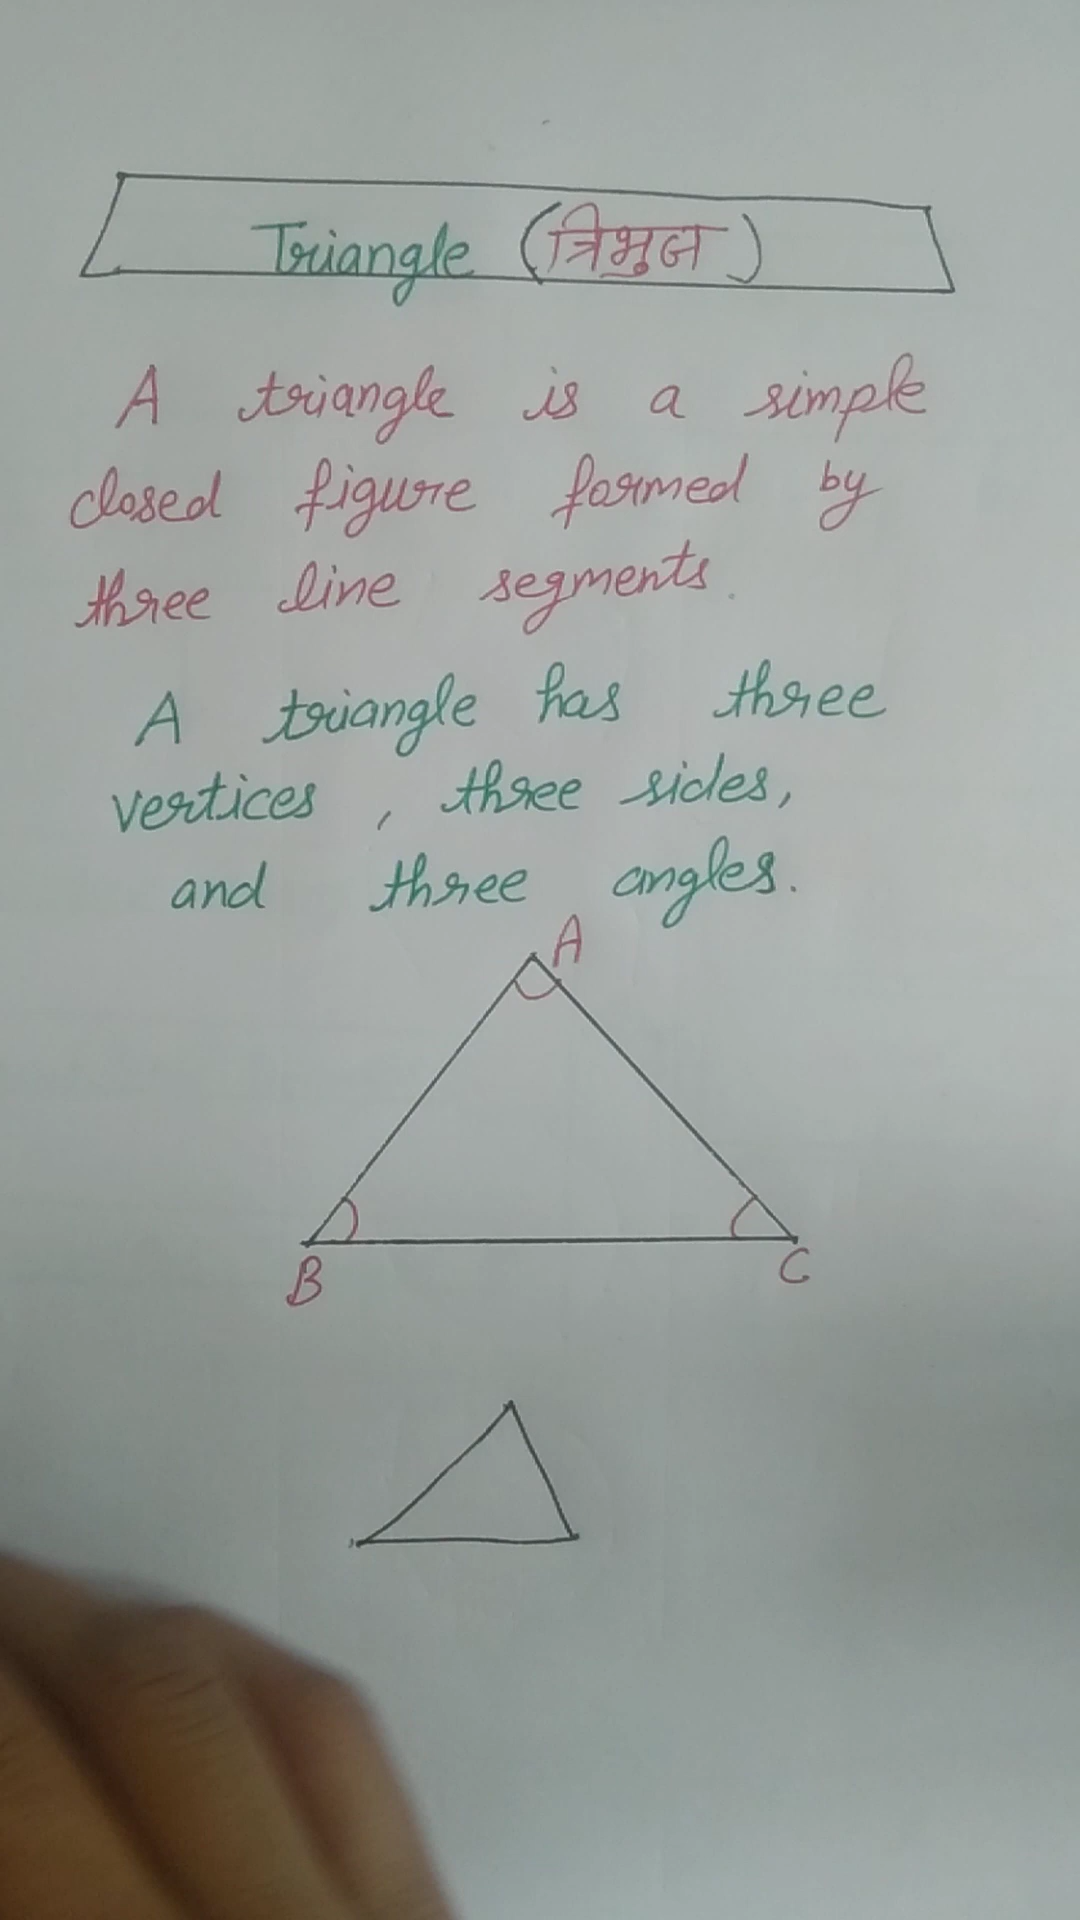 Triangle (त्रिभुज)
A triangle is a simple
closed figure formed by
three line segments.
A triangle has three
vertices, three sides,
and three angles.
A
B
C